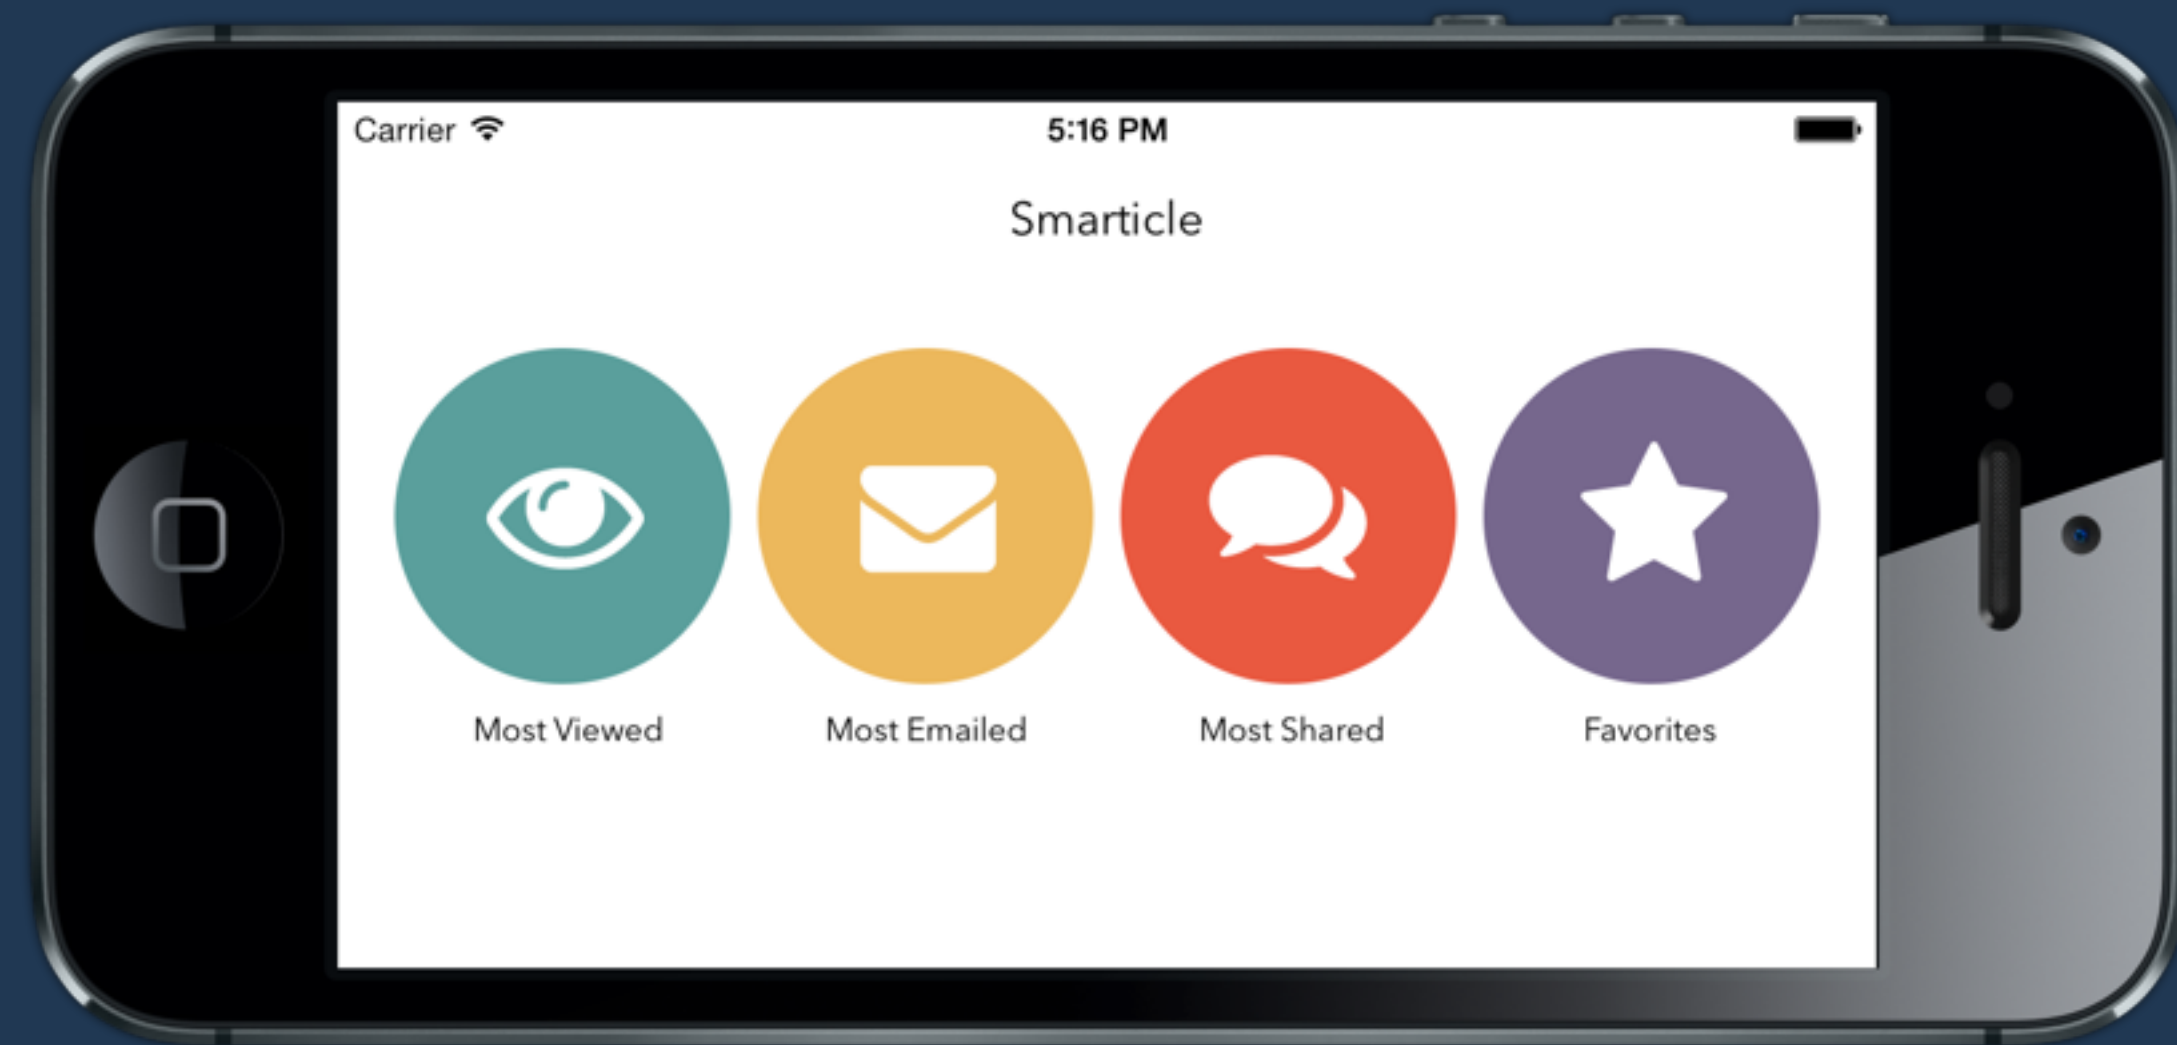 Carrier
5:16 PM
Smarticle
Most Viewed
Most Emailed
Most Shared
Favorites